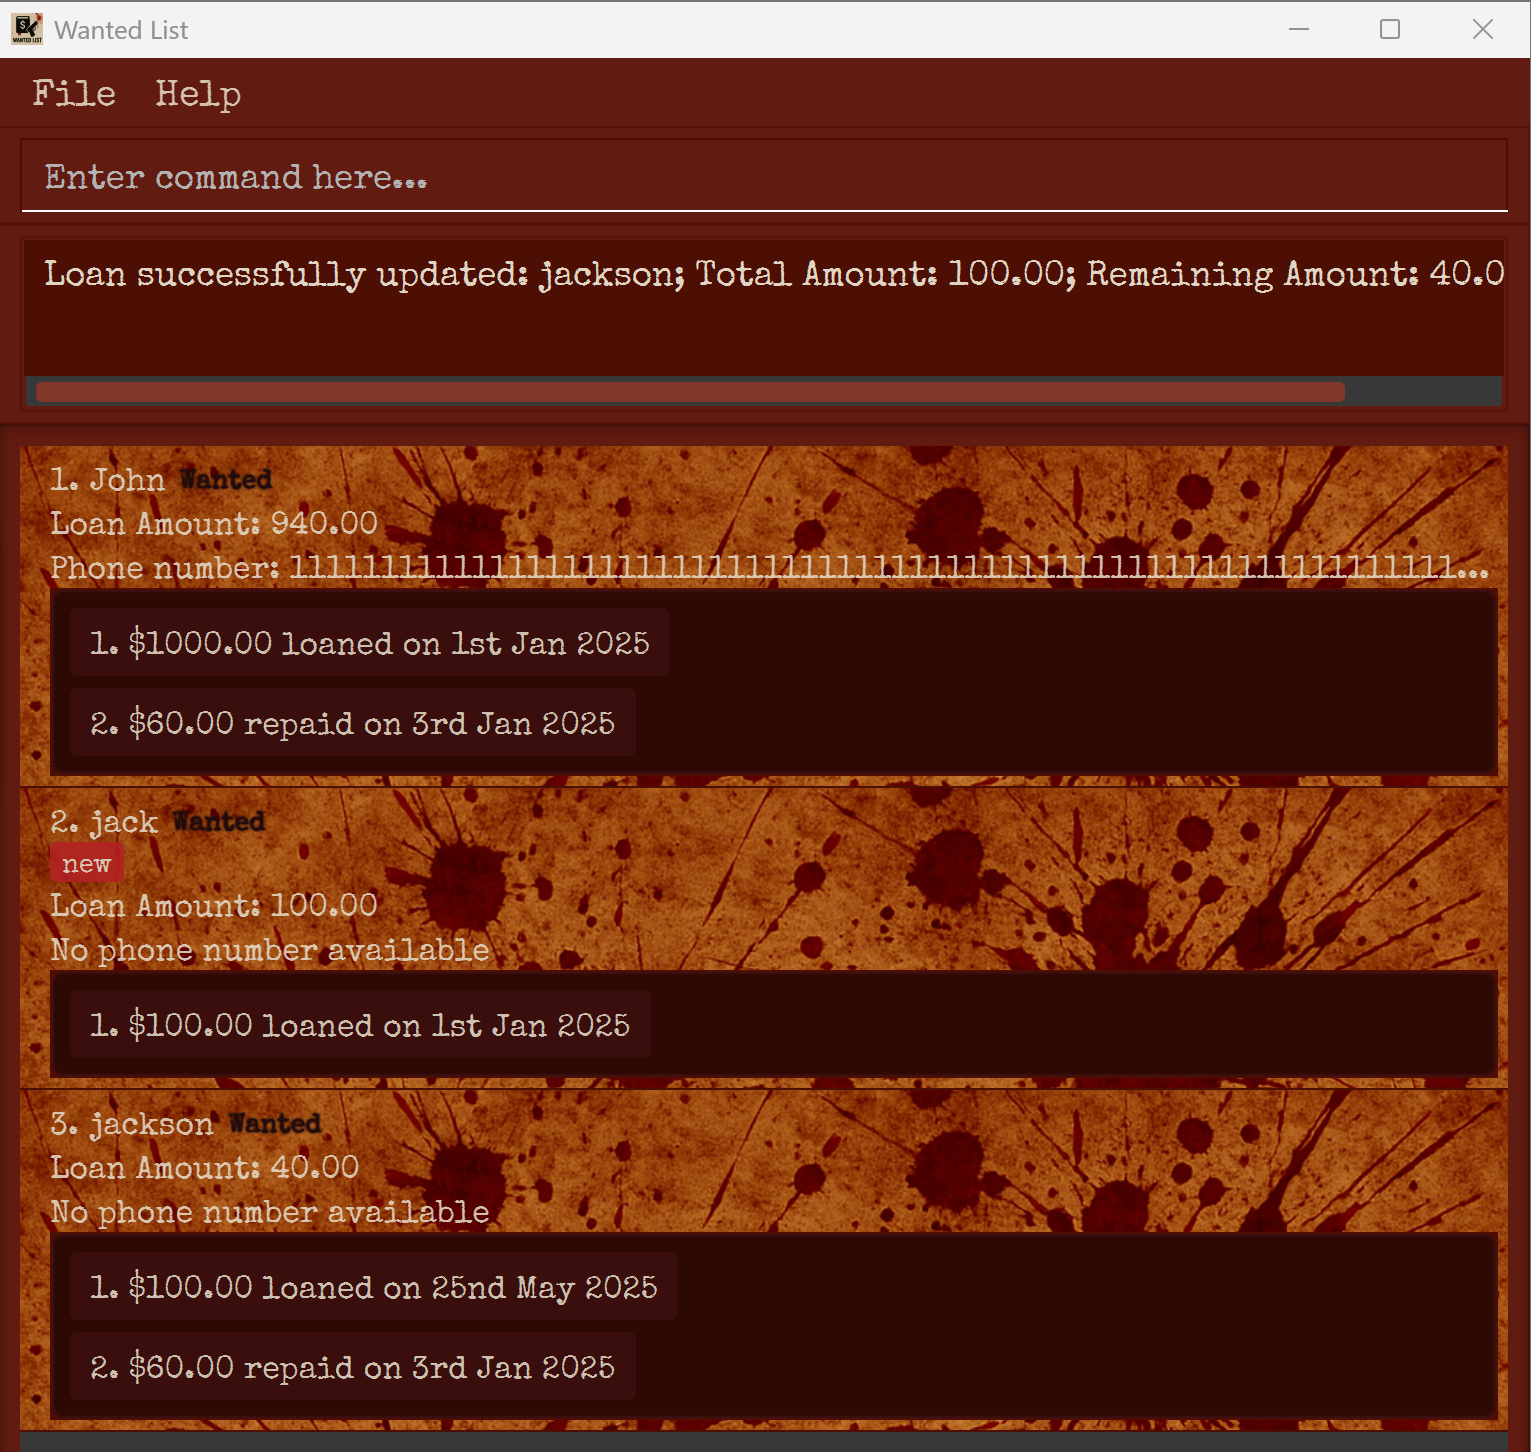 WANTED LIST
Wanted List
File Help
Enter command here...
Loan successfully updated: jackson; Total Amount: 100.00; Remaining Amount: 40.0
1. John Wanted
Loan Amount: 940.00
Phone number: 1111111111111111111111111111111111111111111111111111111111111111...
1. $1000.00 loaned on 1st Jan 2025
2. $60.00 repaid on 3rd Jan 2025
2. jack Wanted
new
Loan Amount: 100.00
No phone number available
1. $100.00 loaned on 1st Jan 2025
3. jackson Wanted
Loan Amount: 40.00
No phone number available
1. $100.00 loaned on 25nd May 2025
2. $60.00 repaid on 3rd Jan 2025